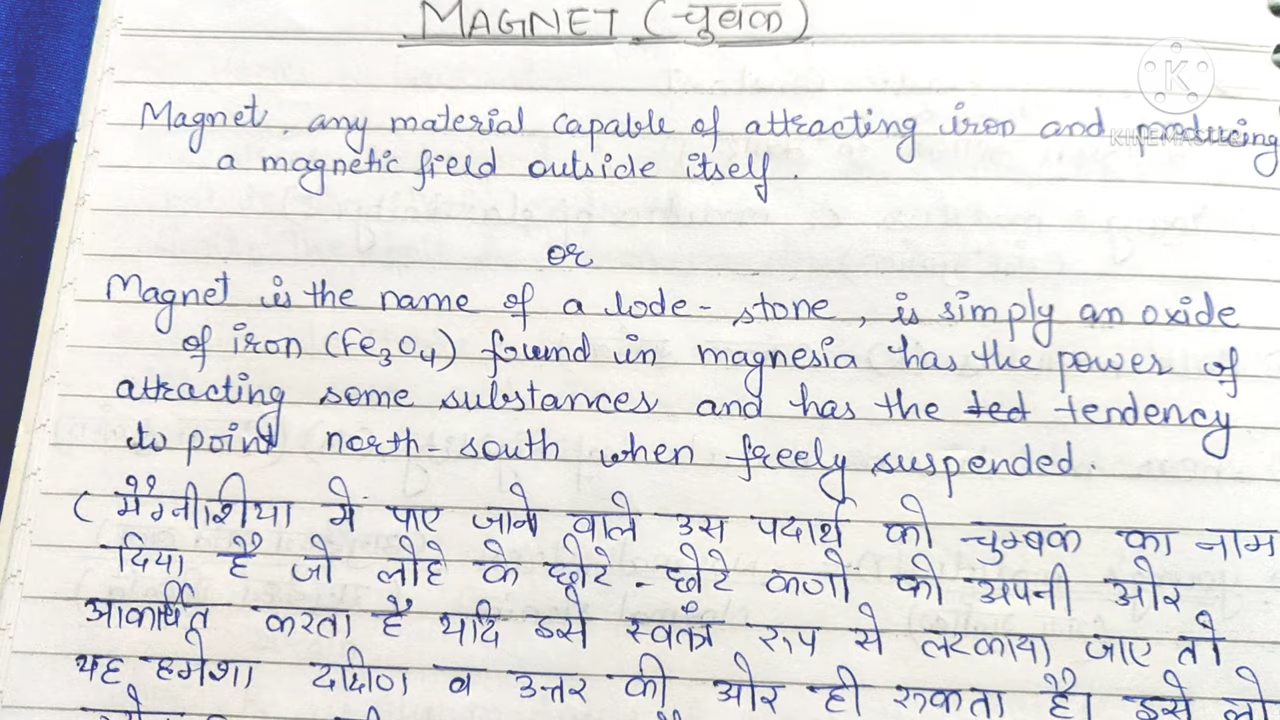 MAGNET (चुबक)
Magnet, any material capable of attracting iron and producing
a magnetic field outside itself.
or
Magnet is the name of a lode-stone, is simply an oxide
of iron (Fe3O4) found in magnesia has the power of
attracting some substances and has the ted tendency
to point north-south when freely suspended.
( मैग्नीशिया में पाए जाने वाले उस पदार्थ को चुम्बक का नाम
दिया है जो लोहे के छोटे-छोटे कणो को अपनी ओर
आकर्षित करता है यदि इसे स्वतंत्र रूप से लटकाया जाए तो
यह हमेशा दक्षिण व उत्तर की ओर ही रुकता है। इसे लो
K
KINEMASTER